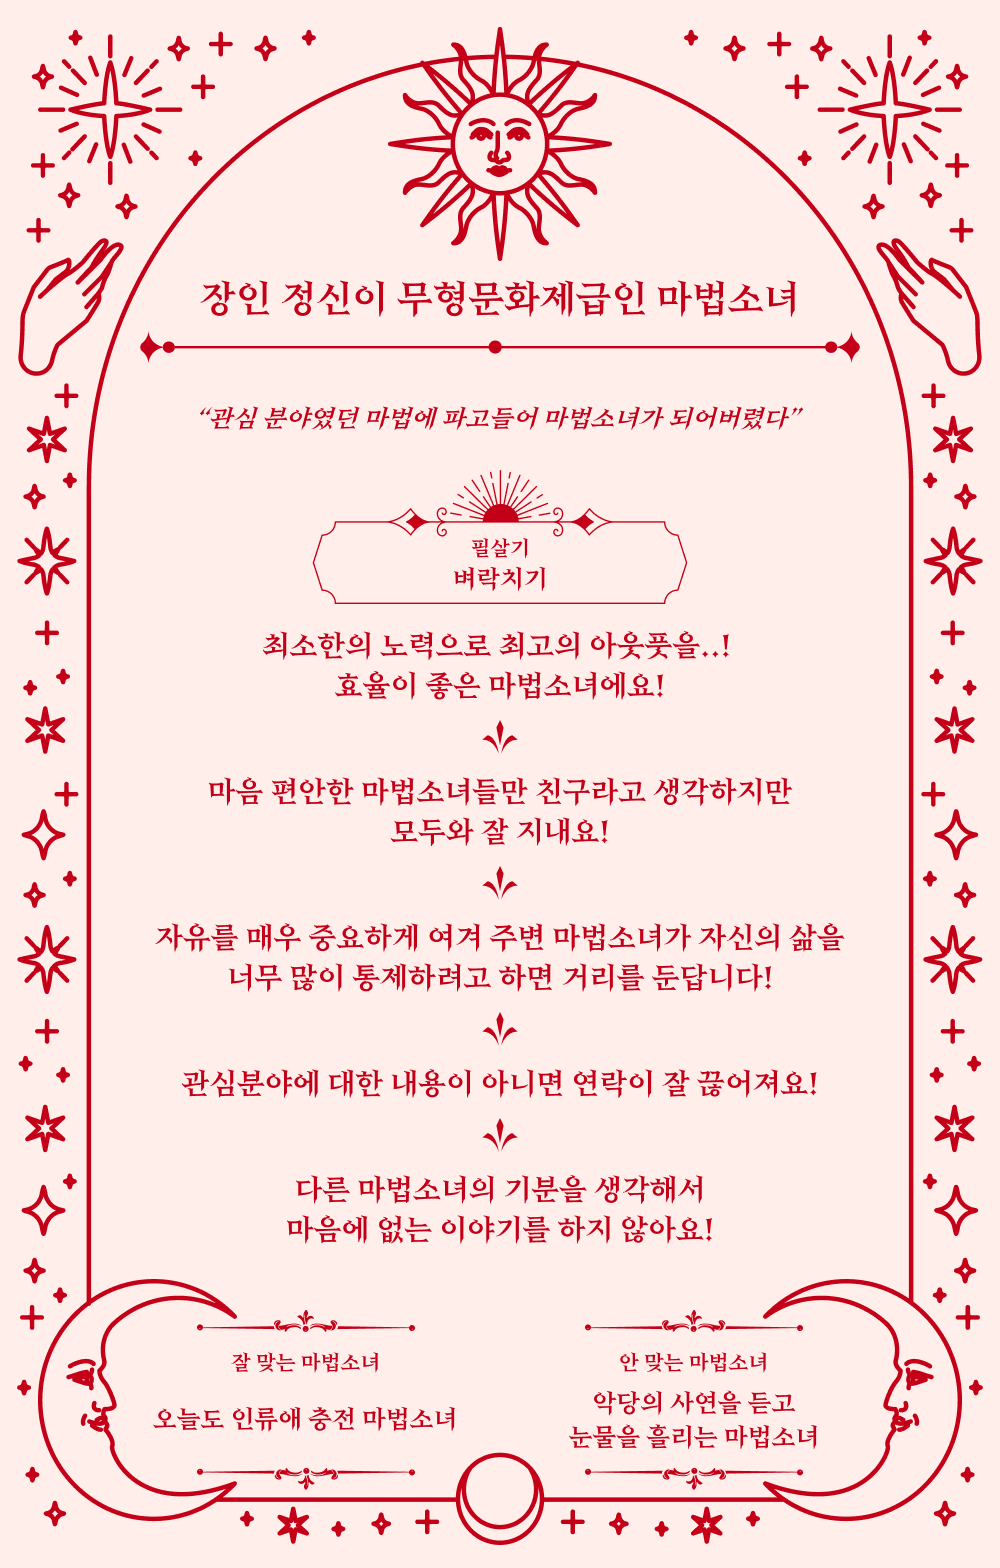 장인 정신이 무형문화제급인 마법소녀
“관심 분야였던 마법에 파고들어 마법소녀가 되어버렸다”
필살기
벼락치기
최소한의 노력으로 최고의 아웃풋을..!
효율이 좋은 마법소녀에요!
마음 편안한 마법소녀들만 친구라고 생각하지만
모두와 잘 지내요!
자유를 매우 중요하게 여겨 주변 마법소녀가 자신의 삶을
너무 많이 통제하려고 하면 거리를 둔답니다!
관심분야에 대한 내용이 아니면 연락이 잘 끊어져요!
다른 마법소녀의 기분을 생각해서
마음에 없는 이야기를 하지 않아요!
잘 맞는 마법소녀
오늘도 인류애 충전 마법소녀
안 맞는 마법소녀
악당의 사연을 듣고
눈물을 흘리는 마법소녀